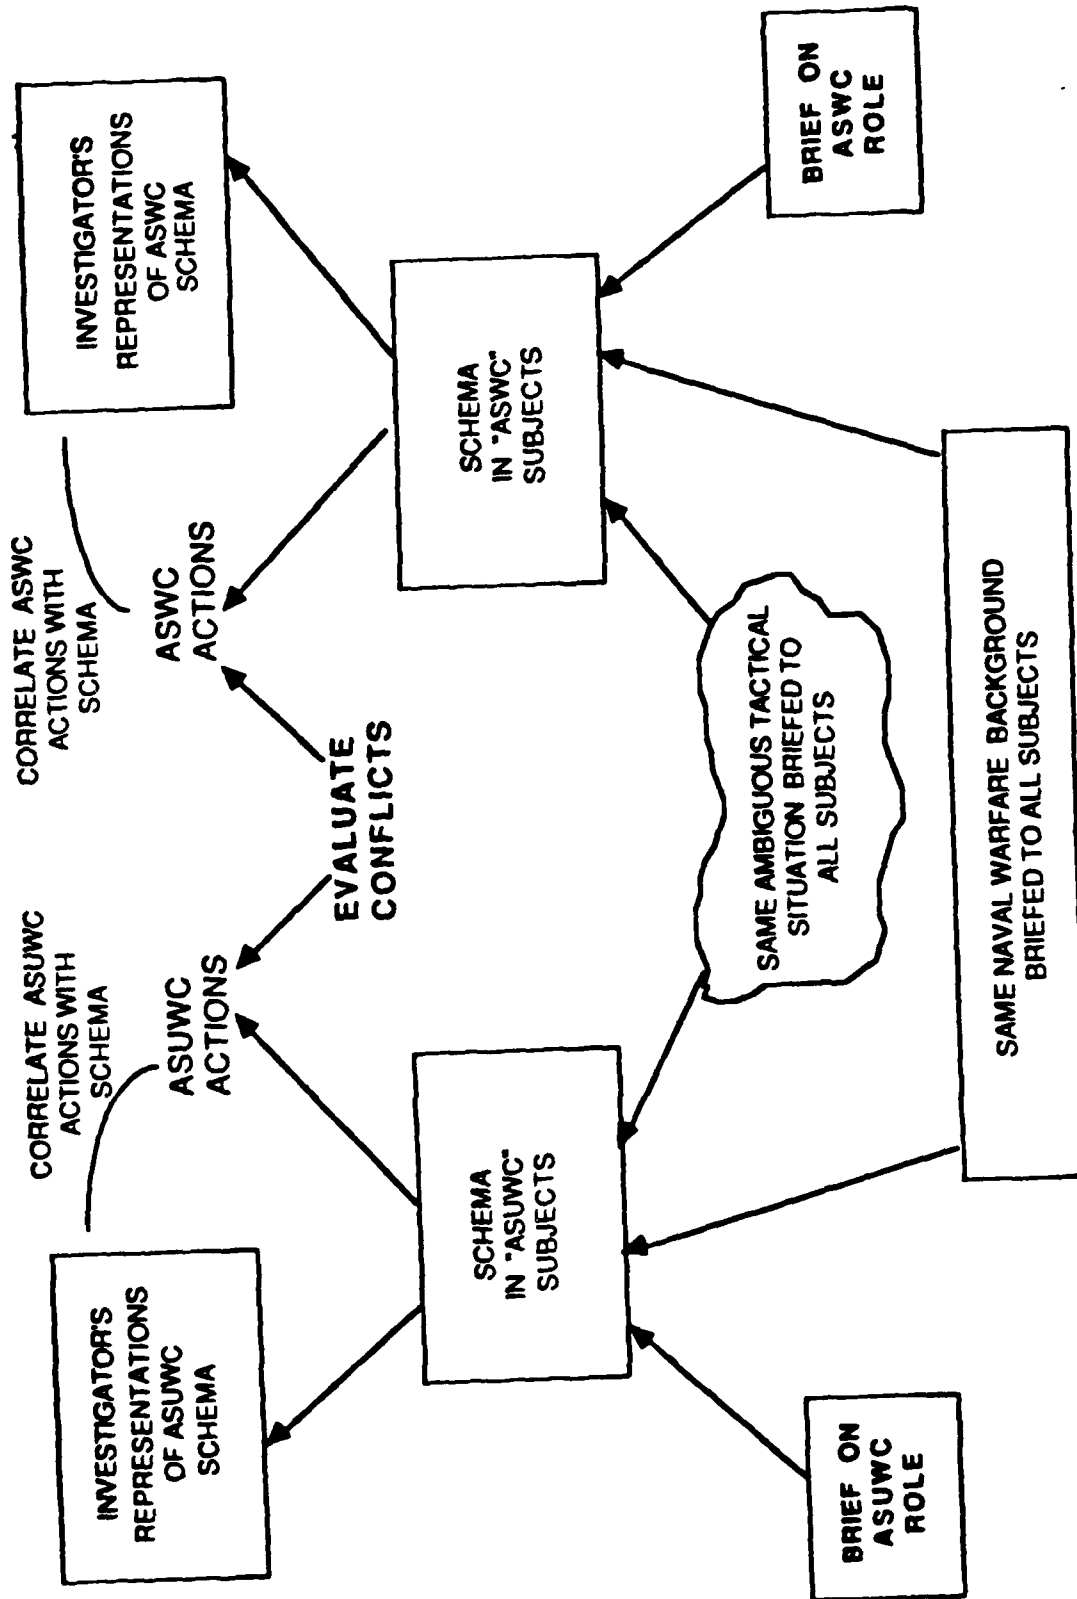 CORRELATE ASUWC
ACTIONS WITH
SCHEMA
CORRELATE ASWC
ACTIONS WITH
SCHEMA
INVESTIGATOR'S
REPRESENTATIONS
OF ASUWC
SCHEMA
ASUWC
ACTIONS
ASWC
ACTIONS
INVESTIGATOR'S
REPRESENTATIONS
OF ASWC
SCHEMA
EVALUATE
CONFLICTS
SCHEMA
IN "ASUWC"
SUBJECTS
SCHEMA
IN "ASWC"
SUBJECTS
SAME AMBIGUOUS TACTICAL
SITUATION BRIEFED TO
ALL SUBJECTS
BRIEF ON
ASUWC
ROLE
BRIEF ON
ASWC
ROLE
SAME NAVAL WARFARE BACKGROUND
BRIEFED TO ALL SUBJECTS